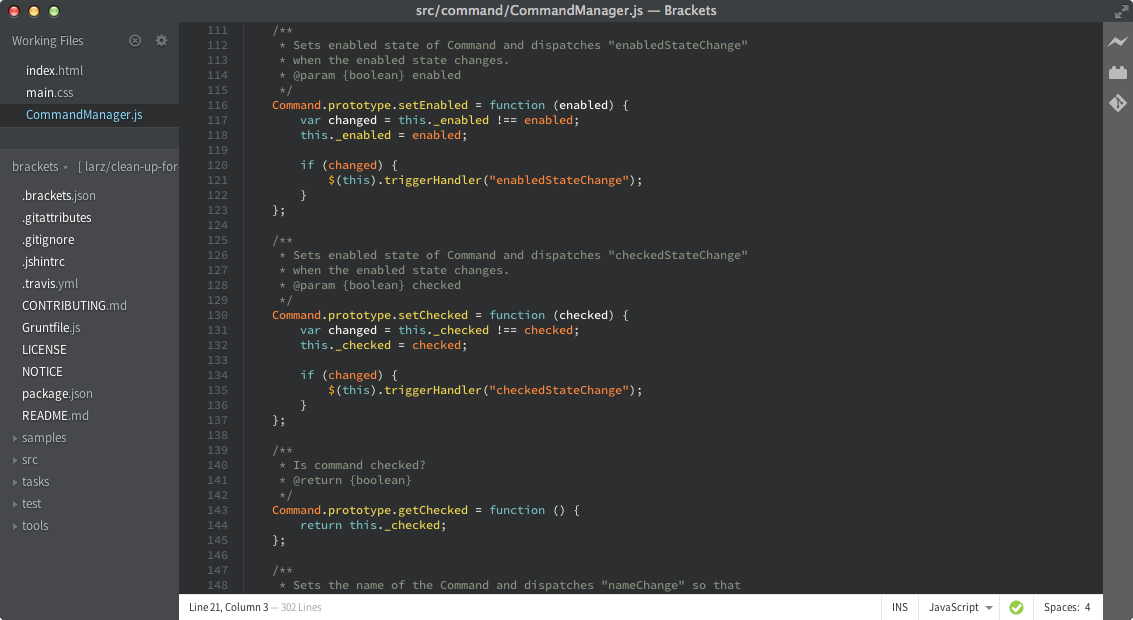 src/command/CommandManager.js — Brackets
Working Files
index.html
main.css
CommandManager.js
brackets
[ larz/clean-up-for
.brackets.json
.gitattributes
.gitignore
.jshintrc
.travis.yml
CONTRIBUTING.md
Gruntfile.js
LICENSE
NOTICE
package.json
README.md
samples
src
tasks
test
tools
111 /**
112 * Sets enabled state of Command and dispatches "enabledStateChange"
113 * when the enabled state changes.
114 * @param {boolean} enabled
115 */
116 Command.prototype.setEnabled = function (enabled) {
117 var changed = this._enabled !== enabled;
118 this._enabled = enabled;
119
120 if (changed) {
121 $(this).triggerHandler("enabledStateChange");
122 }
123 };
124
125 /**
126 * Sets enabled state of Command and dispatches "checkedStateChange"
127 * when the enabled state changes.
128 * @param {boolean} checked
129 */
130 Command.prototype.setChecked = function (checked) {
131 var changed = this._checked !== checked;
132 this._checked = checked;
133
134 if (changed) {
135 $(this).triggerHandler("checkedStateChange");
136 }
137 };
138
139 /**
140 * Is command checked?
141 * @return {boolean}
142 */
143 Command.prototype.getChecked = function () {
144 return this._checked;
145 };
146
147 /**
148 * Sets the name of the Command and dispatches "nameChange" so that
Line 21, Column 3 — 302 Lines
INS
JavaScript
Spaces: 4